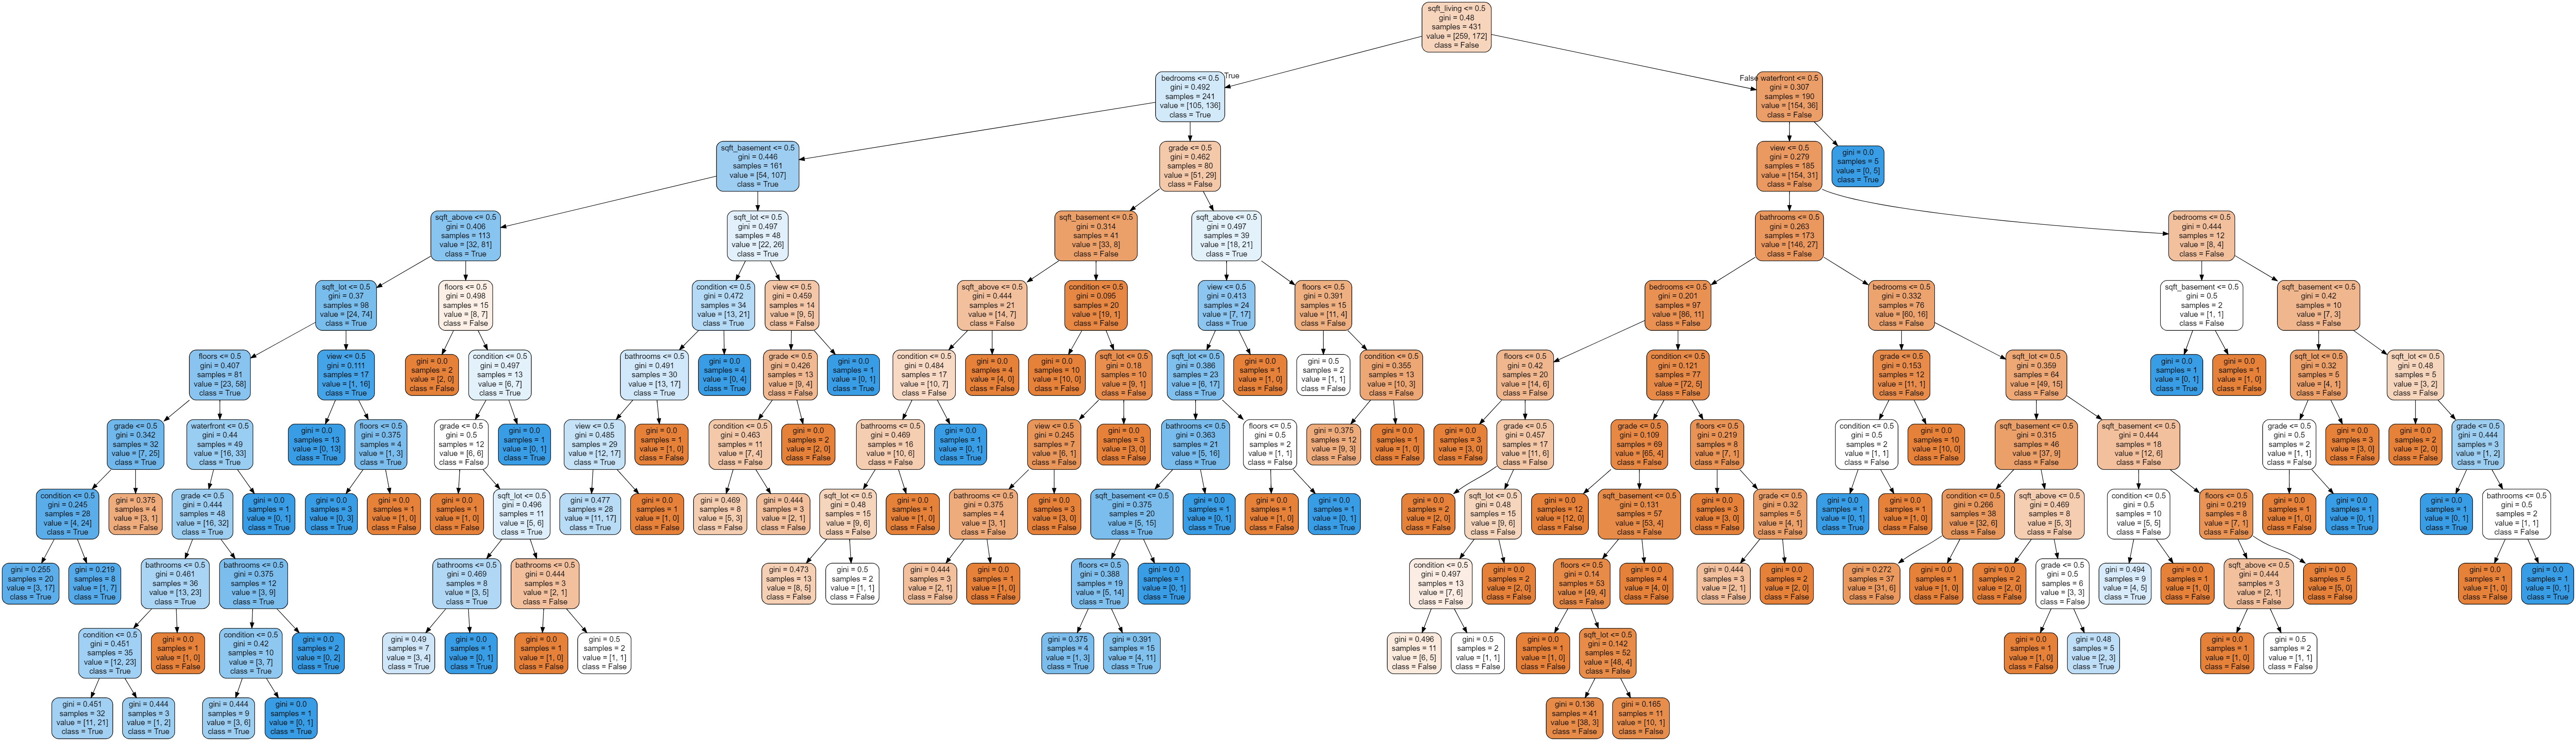 sqft_living <= 0.5
gini = 0.48
samples = 431
value = [259, 172]
class = False
True
False
bedrooms <= 0.5
gini = 0.492
samples = 241
value = [105, 136]
class = True
waterfront <= 0.5
gini = 0.307
samples = 190
value = [154, 36]
class = False
sqft_basement <= 0.5
gini = 0.446
samples = 161
value = [54, 107]
class = True
grade <= 0.5
gini = 0.462
samples = 80
value = [51, 29]
class = False
view <= 0.5
gini = 0.279
samples = 185
value = [154, 31]
class = False
gini = 0.0
samples = 5
value = [0, 5]
class = True
sqft_above <= 0.5
gini = 0.406
samples = 113
value = [32, 81]
class = True
sqft_lot <= 0.5
gini = 0.497
samples = 48
value = [22, 26]
class = True
sqft_basement <= 0.5
gini = 0.314
samples = 41
value = [33, 8]
class = False
sqft_above <= 0.5
gini = 0.497
samples = 39
value = [18, 21]
class = True
bathrooms <= 0.5
gini = 0.263
samples = 173
value = [146, 27]
class = False
bedrooms <= 0.5
gini = 0.444
samples = 12
value = [8, 4]
class = False
sqft_lot <= 0.5
gini = 0.37
samples = 98
value = [24, 74]
class = True
floors <= 0.5
gini = 0.498
samples = 15
value = [8, 7]
class = False
condition <= 0.5
gini = 0.472
samples = 34
value = [13, 21]
class = True
view <= 0.5
gini = 0.459
samples = 14
value = [9, 5]
class = False
sqft_above <= 0.5
gini = 0.444
samples = 21
value = [14, 7]
class = False
condition <= 0.5
gini = 0.095
samples = 20
value = [19, 1]
class = False
view <= 0.5
gini = 0.413
samples = 24
value = [7, 17]
class = True
floors <= 0.5
gini = 0.391
samples = 15
value = [11, 4]
class = False
bedrooms <= 0.5
gini = 0.201
samples = 97
value = [86, 11]
class = False
bedrooms <= 0.5
gini = 0.332
samples = 76
value = [60, 16]
class = False
sqft_basement <= 0.5
gini = 0.5
samples = 2
value = [1, 1]
class = False
sqft_basement <= 0.5
gini = 0.42
samples = 10
value = [7, 3]
class = False
floors <= 0.5
gini = 0.407
samples = 81
value = [23, 58]
class = True
view <= 0.5
gini = 0.111
samples = 17
value = [1, 16]
class = True
gini = 0.0
samples = 2
value = [2, 0]
class = False
condition <= 0.5
gini = 0.497
samples = 13
value = [6, 7]
class = True
bathrooms <= 0.5
gini = 0.491
samples = 30
value = [13, 17]
class = True
gini = 0.0
samples = 4
value = [0, 4]
class = True
grade <= 0.5
gini = 0.426
samples = 13
value = [9, 4]
class = False
gini = 0.0
samples = 1
value = [0, 1]
class = True
condition <= 0.5
gini = 0.484
samples = 17
value = [10, 7]
class = False
gini = 0.0
samples = 4
value = [4, 0]
class = False
gini = 0.0
samples = 10
value = [10, 0]
class = False
sqft_lot <= 0.5
gini = 0.18
samples = 10
value = [9, 1]
class = False
sqft_lot <= 0.5
gini = 0.386
samples = 23
value = [6, 17]
class = True
gini = 0.0
samples = 1
value = [1, 0]
class = False
gini = 0.5
samples = 2
value = [1, 1]
class = False
condition <= 0.5
gini = 0.355
samples = 13
value = [10, 3]
class = False
floors <= 0.5
gini = 0.42
samples = 20
value = [14, 6]
class = False
condition <= 0.5
gini = 0.121
samples = 77
value = [72, 5]
class = False
grade <= 0.5
gini = 0.153
samples = 12
value = [11, 1]
class = False
sqft_lot <= 0.5
gini = 0.359
samples = 64
value = [49, 15]
class = False
gini = 0.0
samples = 1
value = [0, 1]
class = True
gini = 0.0
samples = 1
value = [1, 0]
class = False
sqft_lot <= 0.5
gini = 0.32
samples = 5
value = [4, 1]
class = False
sqft_lot <= 0.5
gini = 0.48
samples = 5
value = [3, 2]
class = False
grade <= 0.5
gini = 0.342
samples = 32
value = [7, 25]
class = True
waterfront <= 0.5
gini = 0.44
samples = 49
value = [16, 33]
class = True
gini = 0.0
samples = 13
value = [0, 13]
class = True
floors <= 0.5
gini = 0.375
samples = 4
value = [1, 3]
class = True
grade <= 0.5
gini = 0.5
samples = 12
value = [6, 6]
class = False
gini = 0.0
samples = 1
value = [0, 1]
class = True
view <= 0.5
gini = 0.485
samples = 29
value = [12, 17]
class = True
gini = 0.0
samples = 1
value = [1, 0]
class = False
condition <= 0.5
gini = 0.463
samples = 11
value = [7, 4]
class = False
gini = 0.0
samples = 2
value = [2, 0]
class = False
bathrooms <= 0.5
gini = 0.469
samples = 16
value = [10, 6]
class = False
gini = 0.0
samples = 1
value = [0, 1]
class = True
view <= 0.5
gini = 0.245
samples = 7
value = [6, 1]
class = False
gini = 0.0
samples = 3
value = [3, 0]
class = False
bathrooms <= 0.5
gini = 0.363
samples = 21
value = [5, 16]
class = True
floors <= 0.5
gini = 0.5
samples = 2
value = [1, 1]
class = False
gini = 0.375
samples = 12
value = [9, 3]
class = False
gini = 0.0
samples = 1
value = [1, 0]
class = False
gini = 0.0
samples = 3
value = [3, 0]
class = False
grade <= 0.5
gini = 0.457
samples = 17
value = [11, 6]
class = False
grade <= 0.5
gini = 0.109
samples = 69
value = [65, 4]
class = False
floors <= 0.5
gini = 0.219
samples = 8
value = [7, 1]
class = False
condition <= 0.5
gini = 0.5
samples = 2
value = [1, 1]
class = False
gini = 0.0
samples = 10
value = [10, 0]
class = False
sqft_basement <= 0.5
gini = 0.315
samples = 46
value = [37, 9]
class = False
sqft_basement <= 0.5
gini = 0.444
samples = 18
value = [12, 6]
class = False
grade <= 0.5
gini = 0.5
samples = 2
value = [1, 1]
class = False
gini = 0.0
samples = 3
value = [3, 0]
class = False
gini = 0.0
samples = 2
value = [2, 0]
class = False
grade <= 0.5
gini = 0.444
samples = 3
value = [1, 2]
class = True
condition <= 0.5
gini = 0.245
samples = 28
value = [4, 24]
class = True
gini = 0.375
samples = 4
value = [3, 1]
class = False
grade <= 0.5
gini = 0.444
samples = 48
value = [16, 32]
class = True
gini = 0.0
samples = 1
value = [0, 1]
class = True
gini = 0.0
samples = 3
value = [0, 3]
class = True
gini = 0.0
samples = 1
value = [1, 0]
class = False
gini = 0.0
samples = 1
value = [1, 0]
class = False
sqft_lot <= 0.5
gini = 0.496
samples = 11
value = [5, 6]
class = True
gini = 0.477
samples = 28
value = [11, 17]
class = True
gini = 0.0
samples = 1
value = [1, 0]
class = False
gini = 0.469
samples = 8
value = [5, 3]
class = False
gini = 0.444
samples = 3
value = [2, 1]
class = False
sqft_lot <= 0.5
gini = 0.48
samples = 15
value = [9, 6]
class = False
gini = 0.0
samples = 1
value = [1, 0]
class = False
bathrooms <= 0.5
gini = 0.375
samples = 4
value = [3, 1]
class = False
gini = 0.0
samples = 3
value = [3, 0]
class = False
sqft_basement <= 0.5
gini = 0.375
samples = 20
value = [5, 15]
class = True
gini = 0.0
samples = 1
value = [0, 1]
class = True
gini = 0.0
samples = 1
value = [1, 0]
class = False
gini = 0.0
samples = 1
value = [0, 1]
class = True
gini = 0.0
samples = 2
value = [2, 0]
class = False
sqft_lot <= 0.5
gini = 0.48
samples = 15
value = [9, 6]
class = False
gini = 0.0
samples = 12
value = [12, 0]
class = False
sqft_basement <= 0.5
gini = 0.131
samples = 57
value = [53, 4]
class = False
gini = 0.0
samples = 3
value = [3, 0]
class = False
grade <= 0.5
gini = 0.32
samples = 5
value = [4, 1]
class = False
gini = 0.0
samples = 1
value = [0, 1]
class = True
gini = 0.0
samples = 1
value = [1, 0]
class = False
condition <= 0.5
gini = 0.266
samples = 38
value = [32, 6]
class = False
sqft_above <= 0.5
gini = 0.469
samples = 8
value = [5, 3]
class = False
condition <= 0.5
gini = 0.5
samples = 10
value = [5, 5]
class = False
floors <= 0.5
gini = 0.219
samples = 8
value = [7, 1]
class = False
gini = 0.0
samples = 1
value = [1, 0]
class = False
gini = 0.0
samples = 1
value = [0, 1]
class = True
gini = 0.0
samples = 1
value = [0, 1]
class = True
bathrooms <= 0.5
gini = 0.5
samples = 2
value = [1, 1]
class = False
gini = 0.255
samples = 20
value = [3, 17]
class = True
gini = 0.219
samples = 8
value = [1, 7]
class = True
bathrooms <= 0.5
gini = 0.461
samples = 36
value = [13, 23]
class = True
bathrooms <= 0.5
gini = 0.375
samples = 12
value = [3, 9]
class = True
bathrooms <= 0.5
gini = 0.469
samples = 8
value = [3, 5]
class = True
bathrooms <= 0.5
gini = 0.444
samples = 3
value = [2, 1]
class = False
gini = 0.473
samples = 13
value = [8, 5]
class = False
gini = 0.5
samples = 2
value = [1, 1]
class = False
gini = 0.444
samples = 3
value = [2, 1]
class = False
gini = 0.0
samples = 1
value = [1, 0]
class = False
floors <= 0.5
gini = 0.388
samples = 19
value = [5, 14]
class = True
gini = 0.0
samples = 1
value = [0, 1]
class = True
condition <= 0.5
gini = 0.497
samples = 13
value = [7, 6]
class = False
gini = 0.0
samples = 2
value = [2, 0]
class = False
floors <= 0.5
gini = 0.14
samples = 53
value = [49, 4]
class = False
gini = 0.0
samples = 4
value = [4, 0]
class = False
gini = 0.444
samples = 3
value = [2, 1]
class = False
gini = 0.0
samples = 2
value = [2, 0]
class = False
gini = 0.272
samples = 37
value = [31, 6]
class = False
gini = 0.0
samples = 1
value = [1, 0]
class = False
gini = 0.0
samples = 2
value = [2, 0]
class = False
grade <= 0.5
gini = 0.5
samples = 6
value = [3, 3]
class = False
gini = 0.494
samples = 9
value = [4, 5]
class = True
gini = 0.0
samples = 1
value = [1, 0]
class = False
sqft_above <= 0.5
gini = 0.444
samples = 3
value = [2, 1]
class = False
gini = 0.0
samples = 5
value = [5, 0]
class = False
gini = 0.0
samples = 1
value = [1, 0]
class = False
gini = 0.0
samples = 1
value = [0, 1]
class = True
condition <= 0.5
gini = 0.451
samples = 35
value = [12, 23]
class = True
gini = 0.0
samples = 1
value = [1, 0]
class = False
condition <= 0.5
gini = 0.42
samples = 10
value = [3, 7]
class = True
gini = 0.0
samples = 2
value = [0, 2]
class = True
gini = 0.49
samples = 7
value = [3, 4]
class = True
gini = 0.0
samples = 1
value = [0, 1]
class = True
gini = 0.0
samples = 1
value = [1, 0]
class = False
gini = 0.5
samples = 2
value = [1, 1]
class = False
gini = 0.375
samples = 4
value = [1, 3]
class = True
gini = 0.391
samples = 15
value = [4, 11]
class = True
gini = 0.496
samples = 11
value = [6, 5]
class = False
gini = 0.5
samples = 2
value = [1, 1]
class = False
gini = 0.0
samples = 1
value = [1, 0]
class = False
sqft_lot <= 0.5
gini = 0.142
samples = 52
value = [48, 4]
class = False
gini = 0.0
samples = 1
value = [1, 0]
class = False
gini = 0.48
samples = 5
value = [2, 3]
class = True
gini = 0.0
samples = 1
value = [1, 0]
class = False
gini = 0.5
samples = 2
value = [1, 1]
class = False
gini = 0.451
samples = 32
value = [11, 21]
class = True
gini = 0.444
samples = 3
value = [1, 2]
class = True
gini = 0.444
samples = 9
value = [3, 6]
class = True
gini = 0.0
samples = 1
value = [0, 1]
class = True
gini = 0.136
samples = 41
value = [38, 3]
class = False
gini = 0.165
samples = 11
value = [10, 1]
class = False